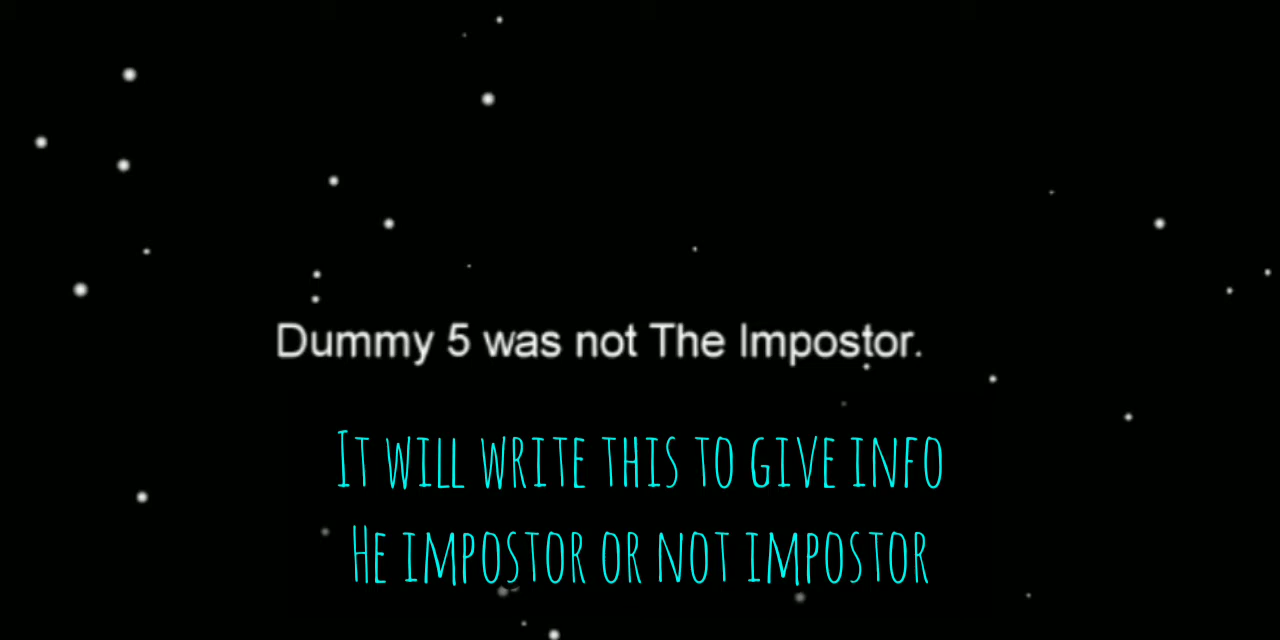 Dummy 5 was not The Impostor.
It will write this to give info
He impostor or not impostor